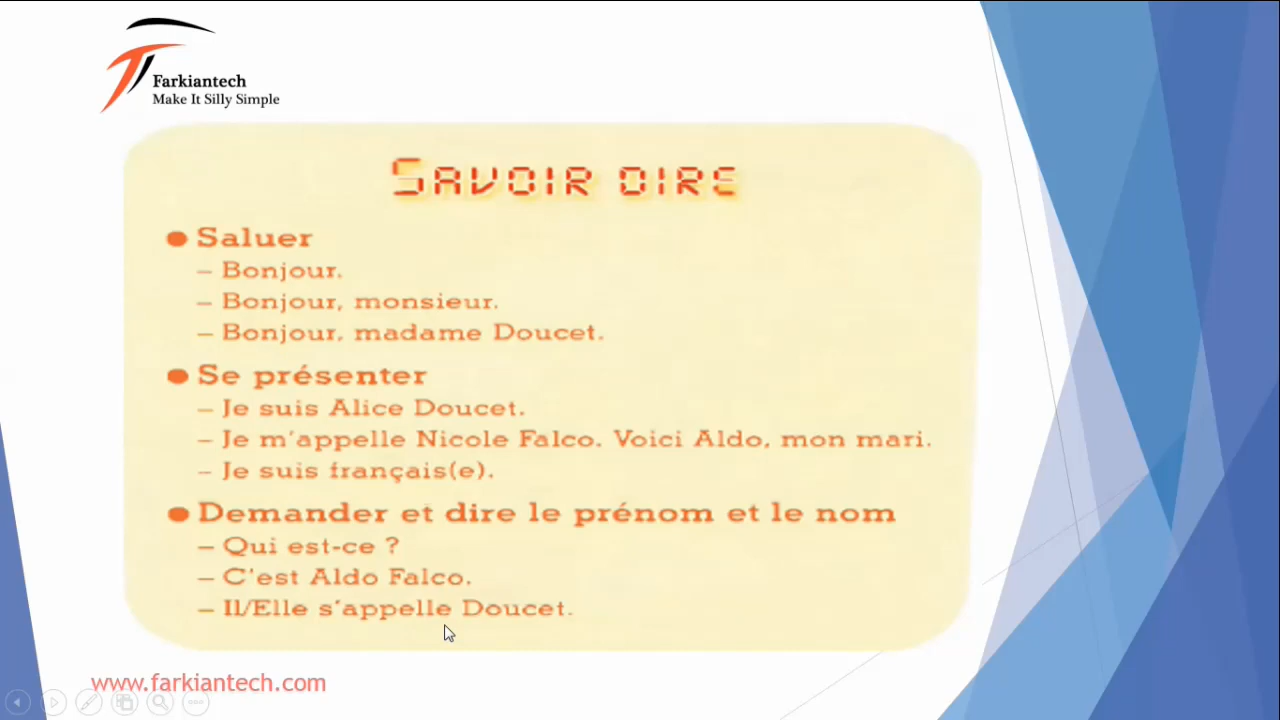 Farkiantech
Make It Silly Simple
SAVOIR DIRE
Saluer
– Bonjour.
– Bonjour, monsieur.
– Bonjour, madame Doucet.
Se présenter
– Je suis Alice Doucet.
– Je m'appelle Nicole Falco. Voici Aldo, mon mari.
– Je suis français(e).
Demander et dire le prénom et le nom
– Qui est-ce ?
– C'est Aldo Falco.
– Il/Elle s'appelle Doucet.
www.farkiantech.com